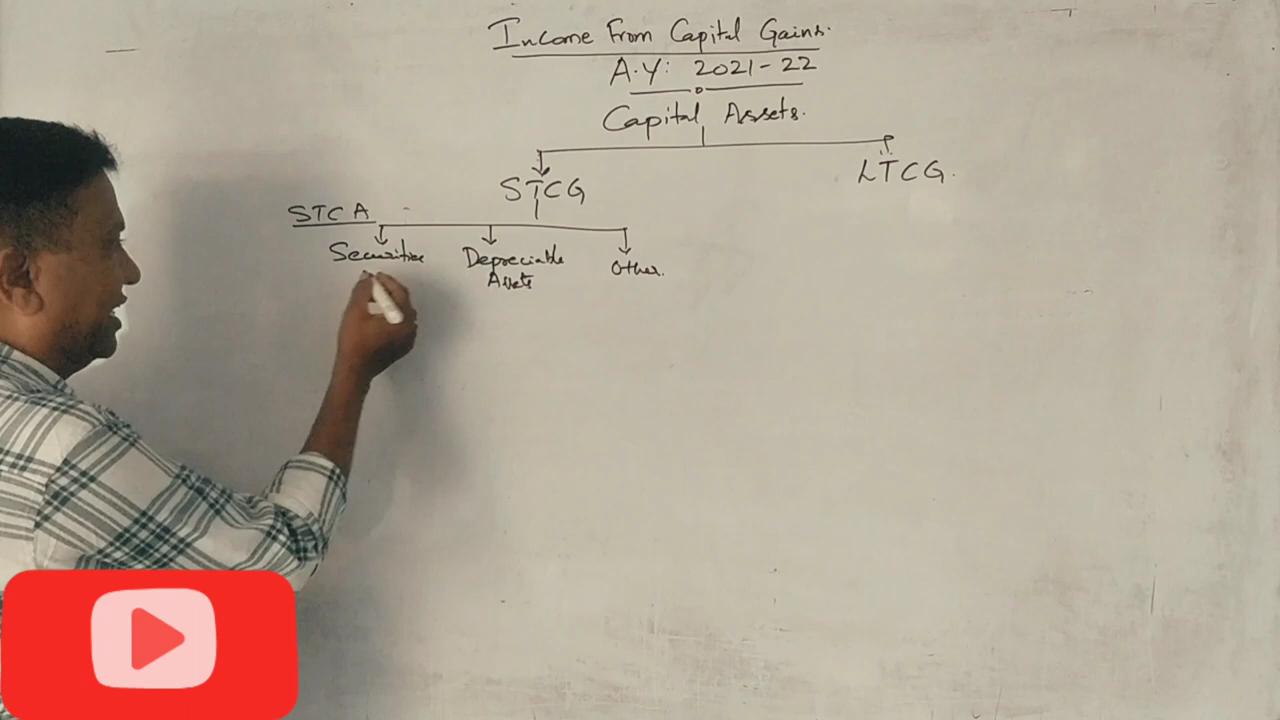 Income From Capital Gains.
A.Y: 2021-22
Capital Assets.
STCG
LTCG.
STCA
Securities
Depreciable
Assets
Other.